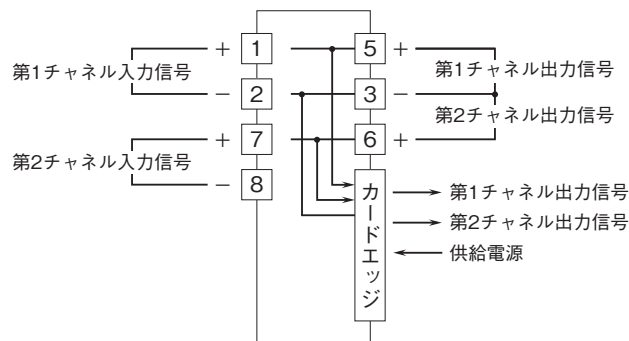 + 1 5 +
第1チャネル入力信号
第1チャネル出力信号
− 2 3 −
第2チャネル出力信号
+ 7 6 +
第2チャネル入力信号
− 8
カードエッジ
第1チャネル出力信号
第2チャネル出力信号
供給電源